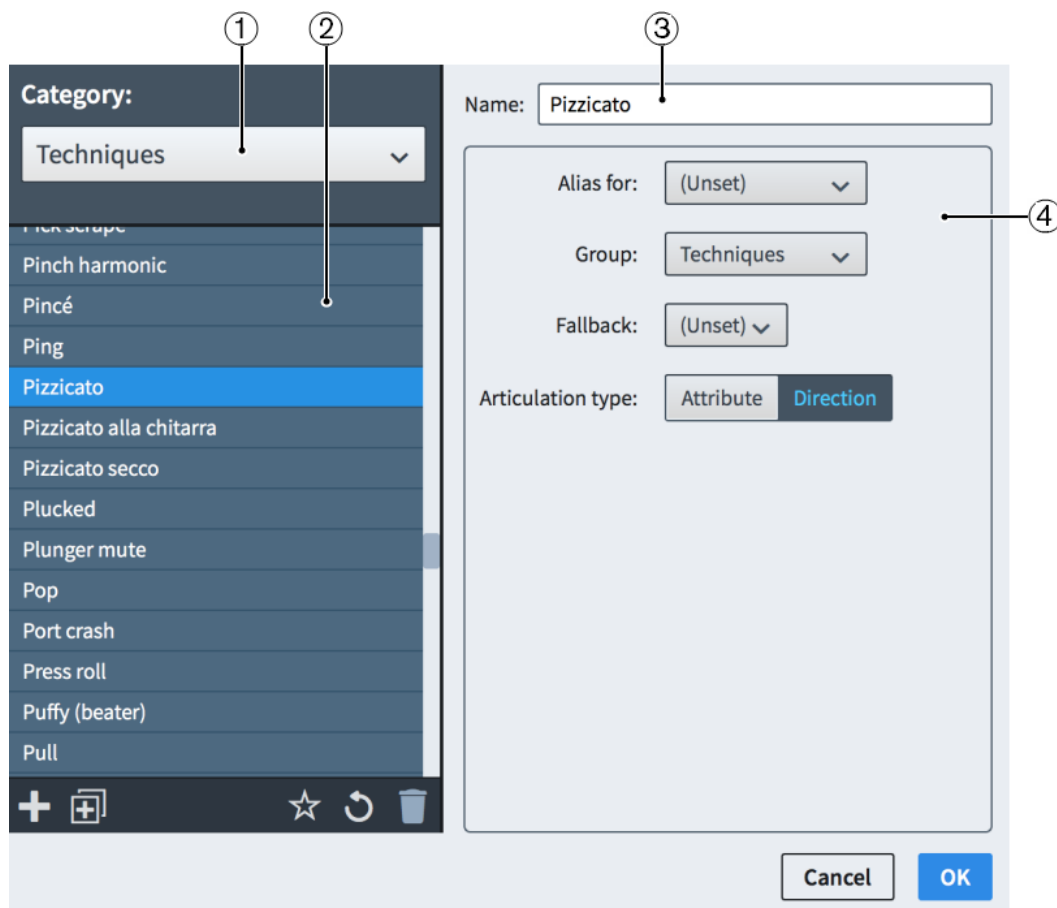 ① ② ③
Category:
Techniques
Pick scrape
Pinch harmonic
Pincé
Ping
Pizzicato
Pizzicato alla chitarra
Pizzicato secco
Plucked
Plunger mute
Pop
Port crash
Press roll
Puffy (beater)
Pull
Name: Pizzicato
Alias for: (Unset)
④
Group: Techniques
Fallback: (Unset)
Articulation type: Attribute Direction
Cancel OK